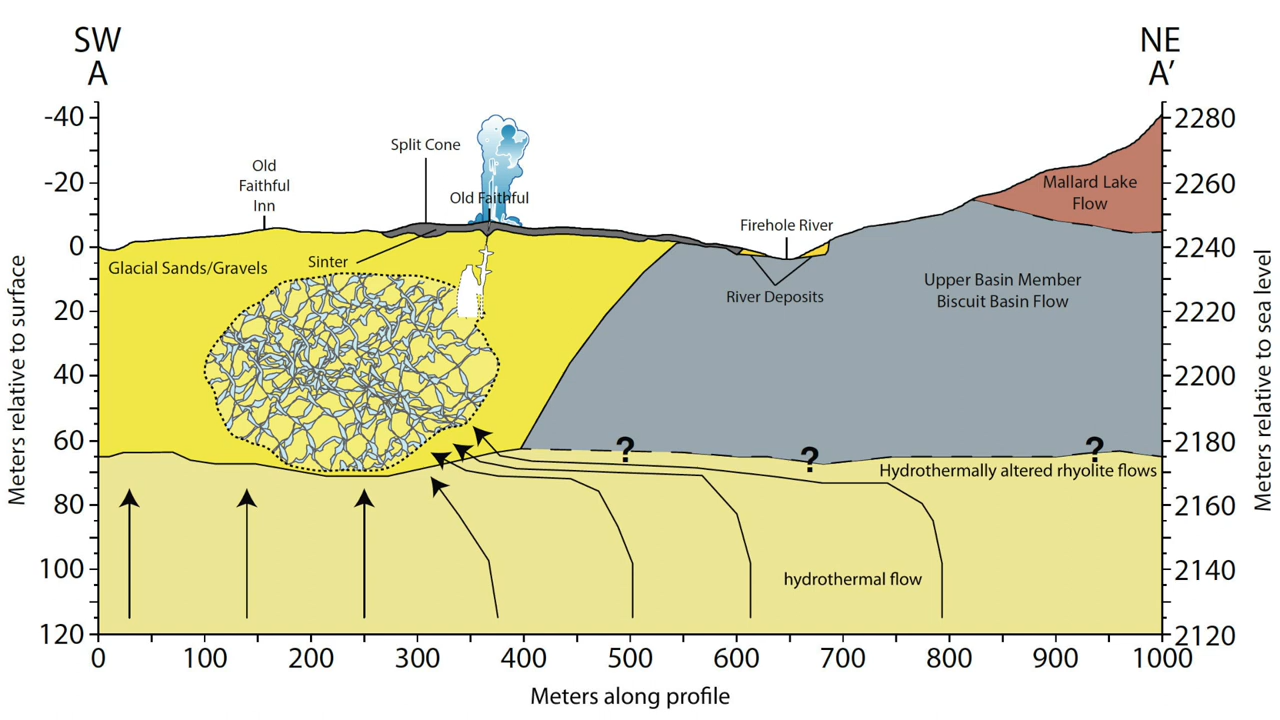 SW
A
NE
A'
-40
-20
0
20
40
60
80
100
120
Meters relative to surface
2280
2260
2240
2220
2200
2180
2160
2140
2120
Meters relative to sea level
Old
Faithful
Inn
Split Cone
Old Faithful
Sinter
Glacial Sands/Gravels
Firehole River
River Deposits
Mallard Lake
Flow
Upper Basin Member
Biscuit Basin Flow
?
?
?
Hydrothermally altered rhyolite flows
hydrothermal flow
0
100
200
300
400
500
600
700
800
900
1000
Meters along profile